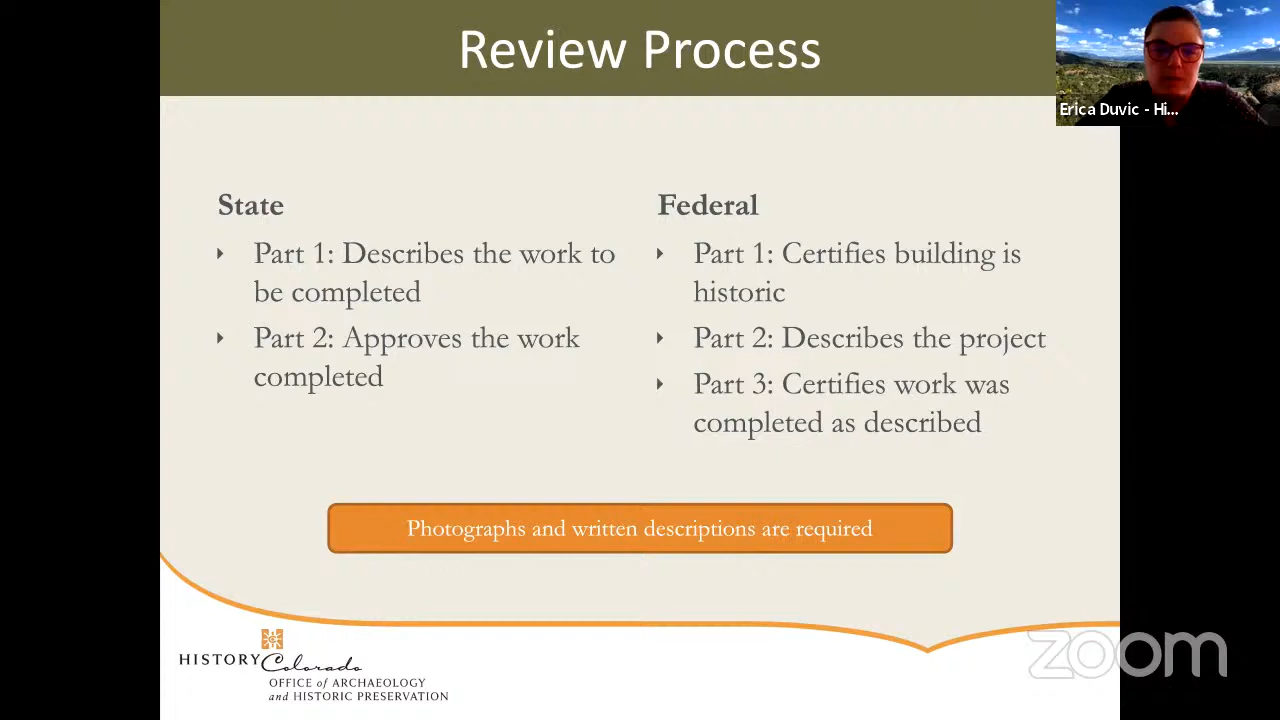 Review Process
Erica Duvic - Hi...
State
Part 1: Describes the work to
be completed
Part 2: Approves the work
completed
Federal
Part 1: Certifies building is
historic
Part 2: Describes the project
Part 3: Certifies work was
completed as described
Photographs and written descriptions are required
HISTORY Colorado
OFFICE of ARCHAEOLOGY
and HISTORIC PRESERVATION
zoom